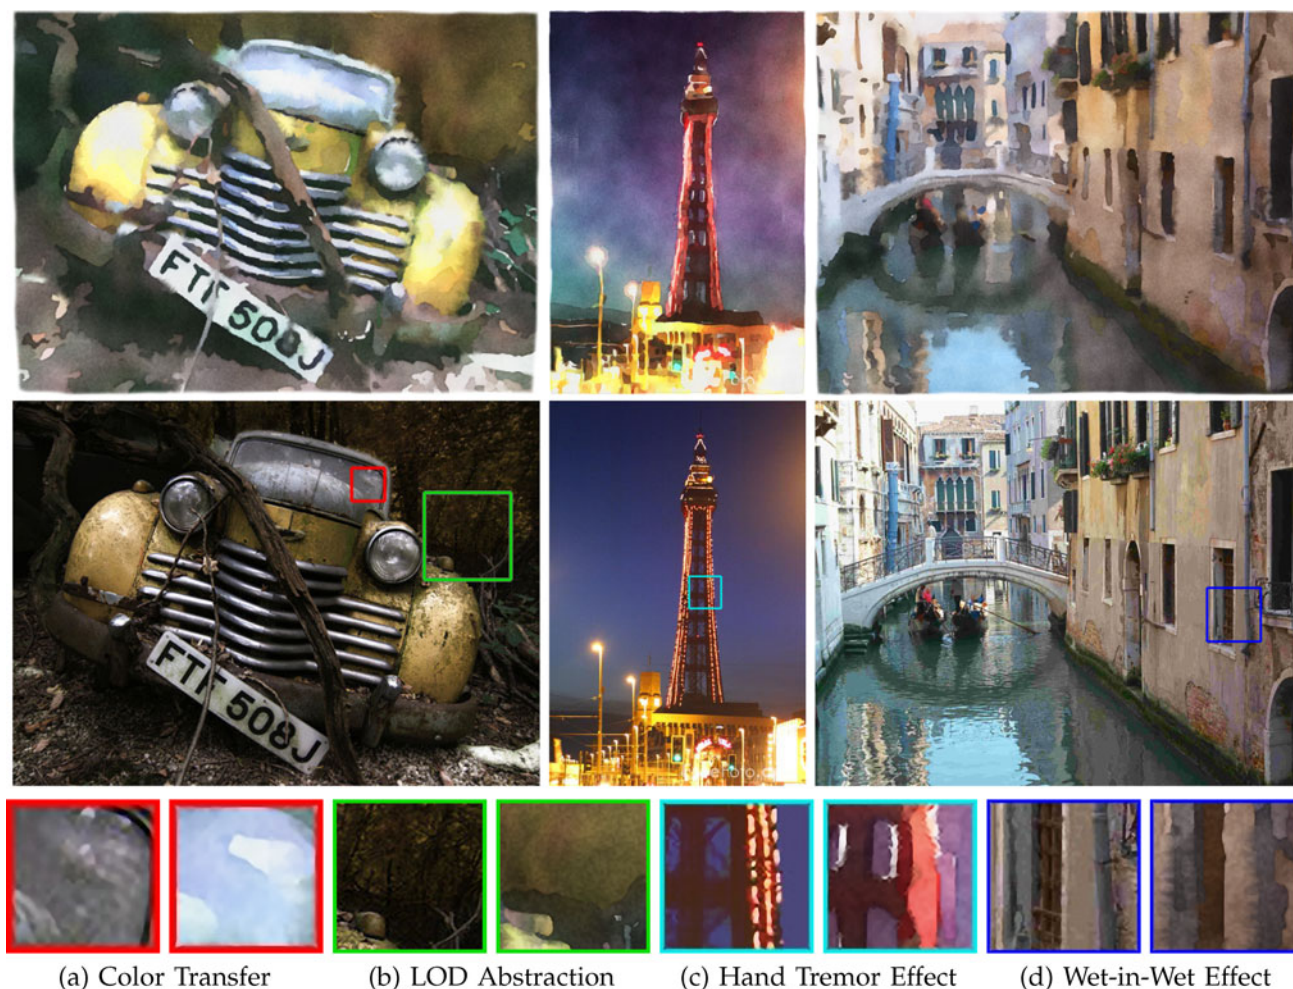 FTF 508J
FTF 508J
(a) Color Transfer
(b) LOD Abstraction
(c) Hand Tremor Effect
(d) Wet-in-Wet Effect